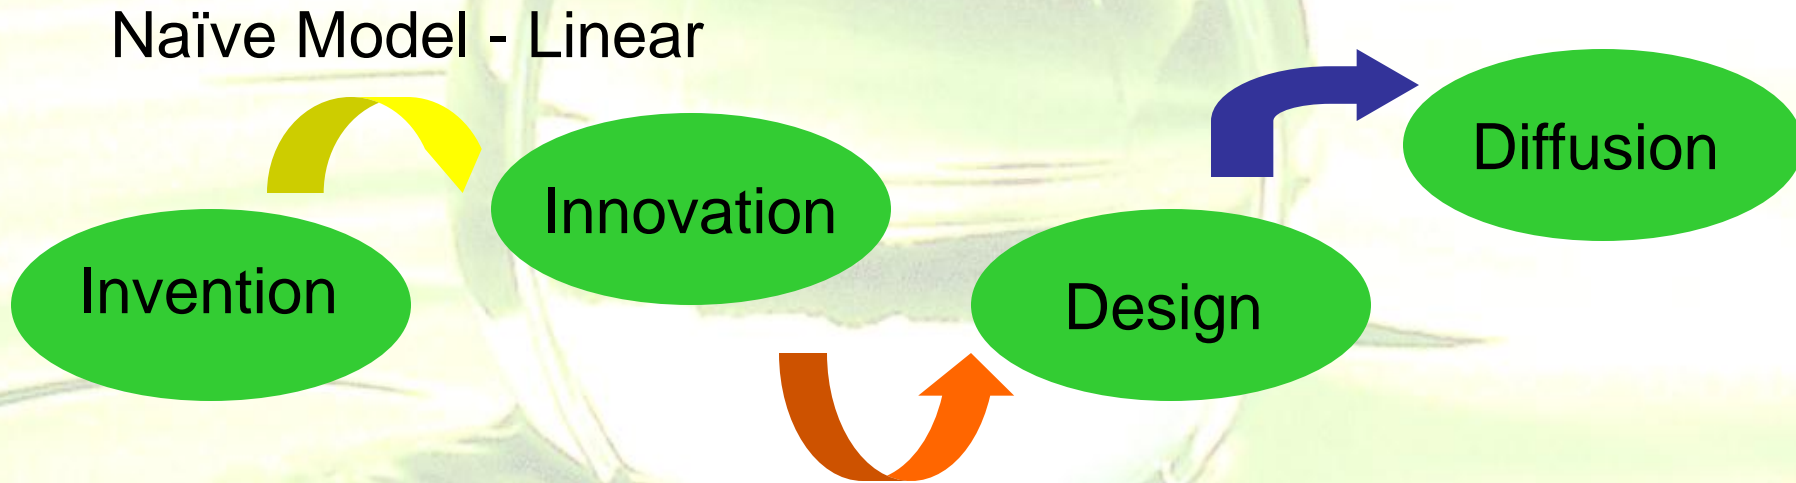 Naïve Model - Linear
Invention
Innovation
Design
Diffusion